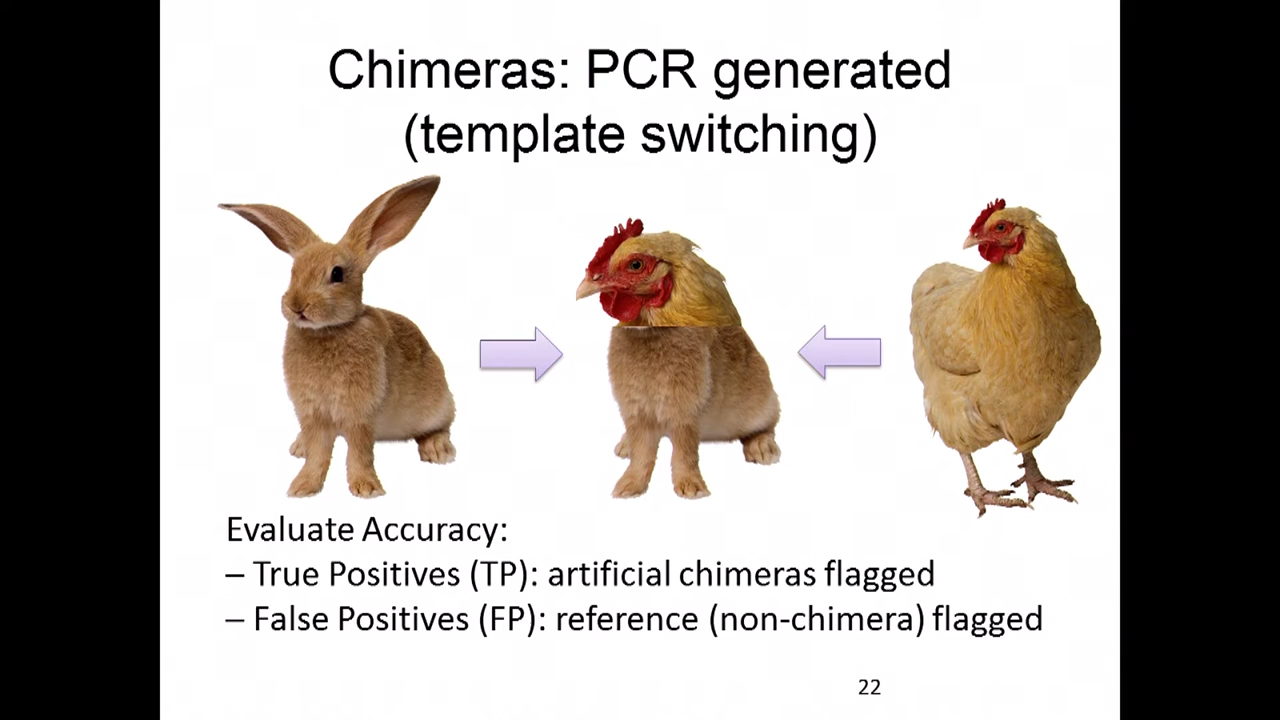 Chimeras: PCR generated
(template switching)
Evaluate Accuracy:
– True Positives (TP): artificial chimeras flagged
– False Positives (FP): reference (non-chimera) flagged
22